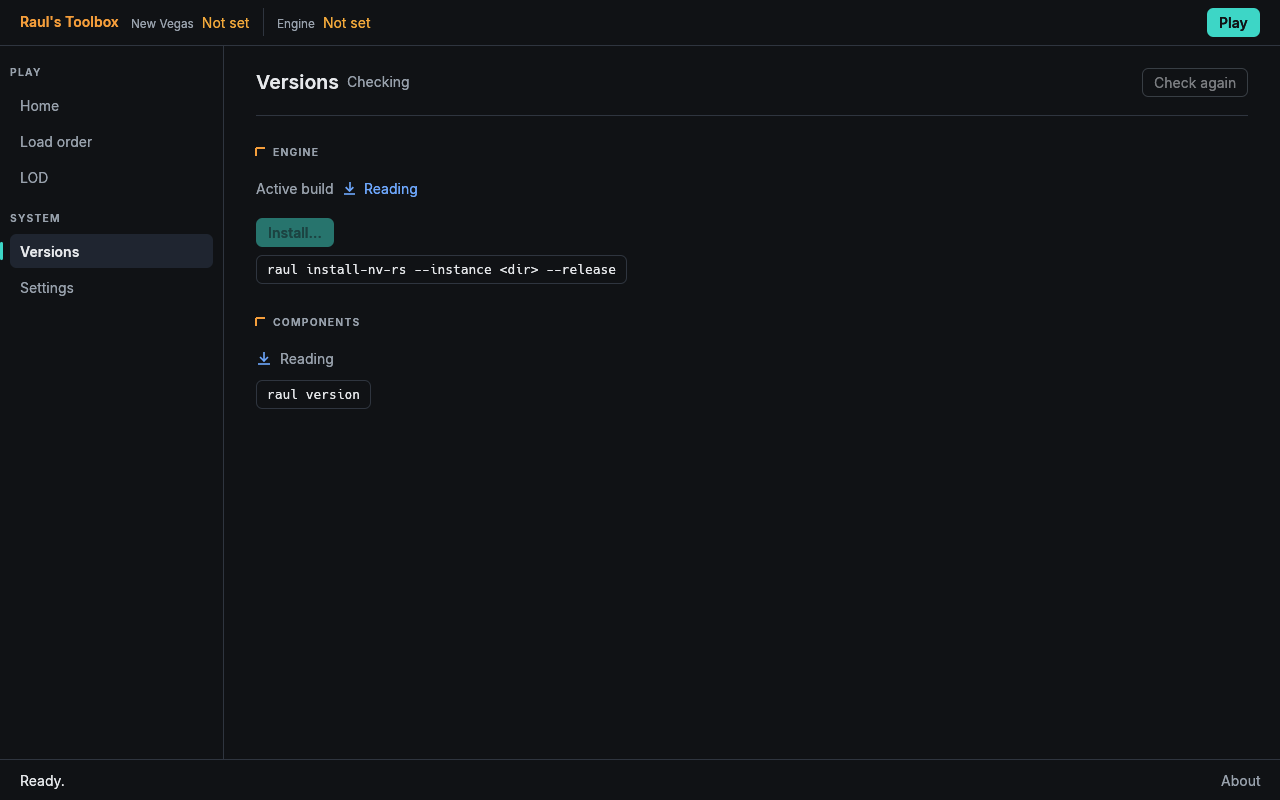 Raul's Toolbox New Vegas Not set Engine Not set Play
PLAY
Home
Load order
LOD
SYSTEM
Versions
Settings
Versions Checking Check again
ENGINE
Active build Reading
Install...
raul install-nv-rs --instance <dir> --release
COMPONENTS
Reading
raul version
Ready. About